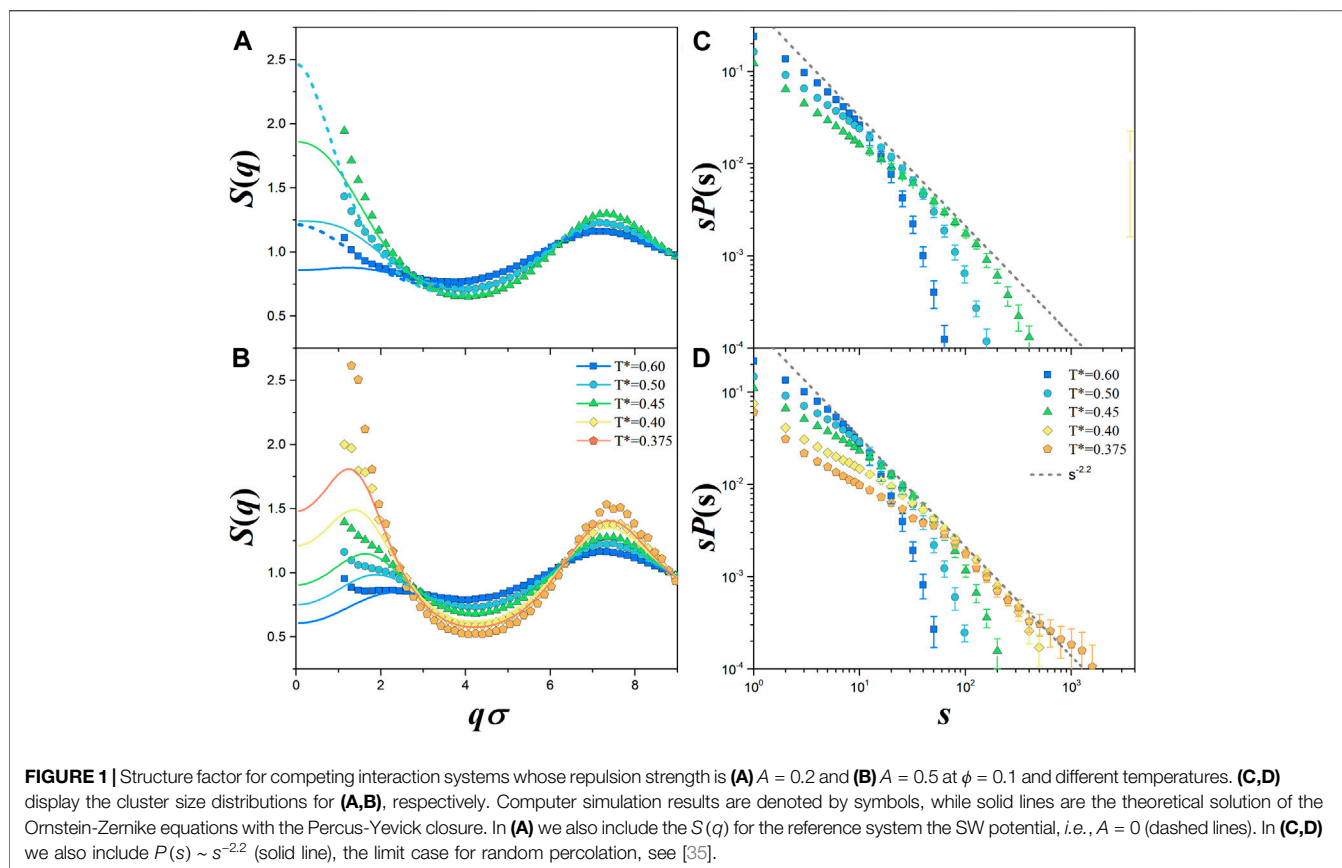 A
S(q)
2.5
2.0
1.5
1.0
0.5
B
S(q)
2.5
2.0
1.5
1.0
0.5
T*=0.60
T*=0.50
T*=0.45
T*=0.40
T*=0.375
0
2
4
6
8
qσ
C
sP(s)
10⁻¹
10⁻²
10⁻³
10⁻⁴
D
sP(s)
10⁻¹
10⁻²
10⁻³
10⁻⁴
T*=0.60
T*=0.50
T*=0.45
T*=0.40
T*=0.375
s⁻²·²
10⁰
10¹
10²
10³
s
FIGURE 1 | Structure factor for competing interaction systems whose repulsion strength is (A) A = 0.2 and (B) A = 0.5 at ϕ = 0.1 and different temperatures. (C,D)
display the cluster size distributions for (A,B), respectively. Computer simulation results are denoted by symbols, while solid lines are the theoretical solution of the
Ornstein-Zernike equations with the Percus-Yevick closure. In (A) we also include the S(q) for the reference system the SW potential, i.e., A = 0 (dashed lines). In (C,D)
we also include P(s) ~ s⁻²·² (solid line), the limit case for random percolation, see [35].